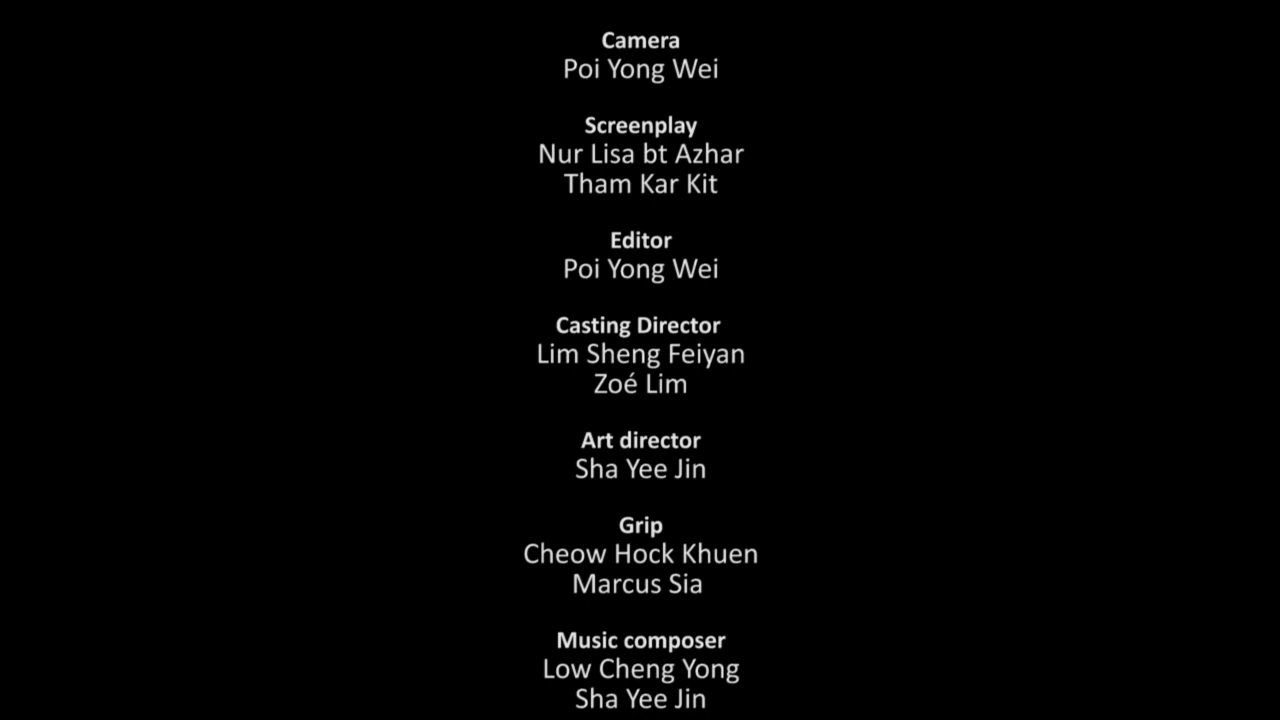 Camera
Poi Yong Wei
Screenplay
Nur Lisa bt Azhar
Tham Kar Kit
Editor
Poi Yong Wei
Casting Director
Lim Sheng Feiyan
Zoé Lim
Art director
Sha Yee Jin
Grip
Cheow Hock Khuen
Marcus Sia
Music composer
Low Cheng Yong
Sha Yee Jin